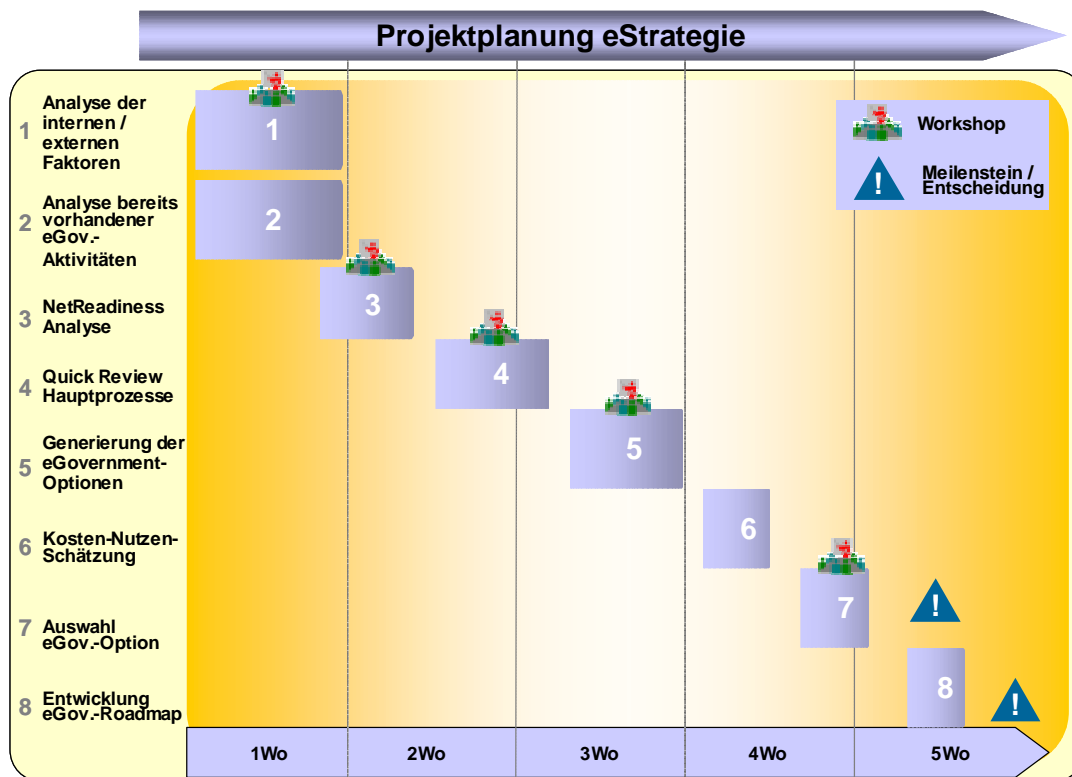 Projektplanung eStrategie
1
Analyse der
internen /
externen
Faktoren
1
Workshop
!
Meilenstein /
Entscheidung
2
Analyse bereits
vorhandener
eGov.-
Aktivitäten
2
3
NetReadiness
Analyse
3
4
Quick Review
Hauptprozesse
4
5
Generierung der
eGovernment-
Optionen
5
6
Kosten-Nutzen-
Schätzung
6
7
Auswahl
eGov.-Option
7
!
8
Entwicklung
eGov.-Roadmap
8
!
1Wo
2Wo
3Wo
4Wo
5Wo